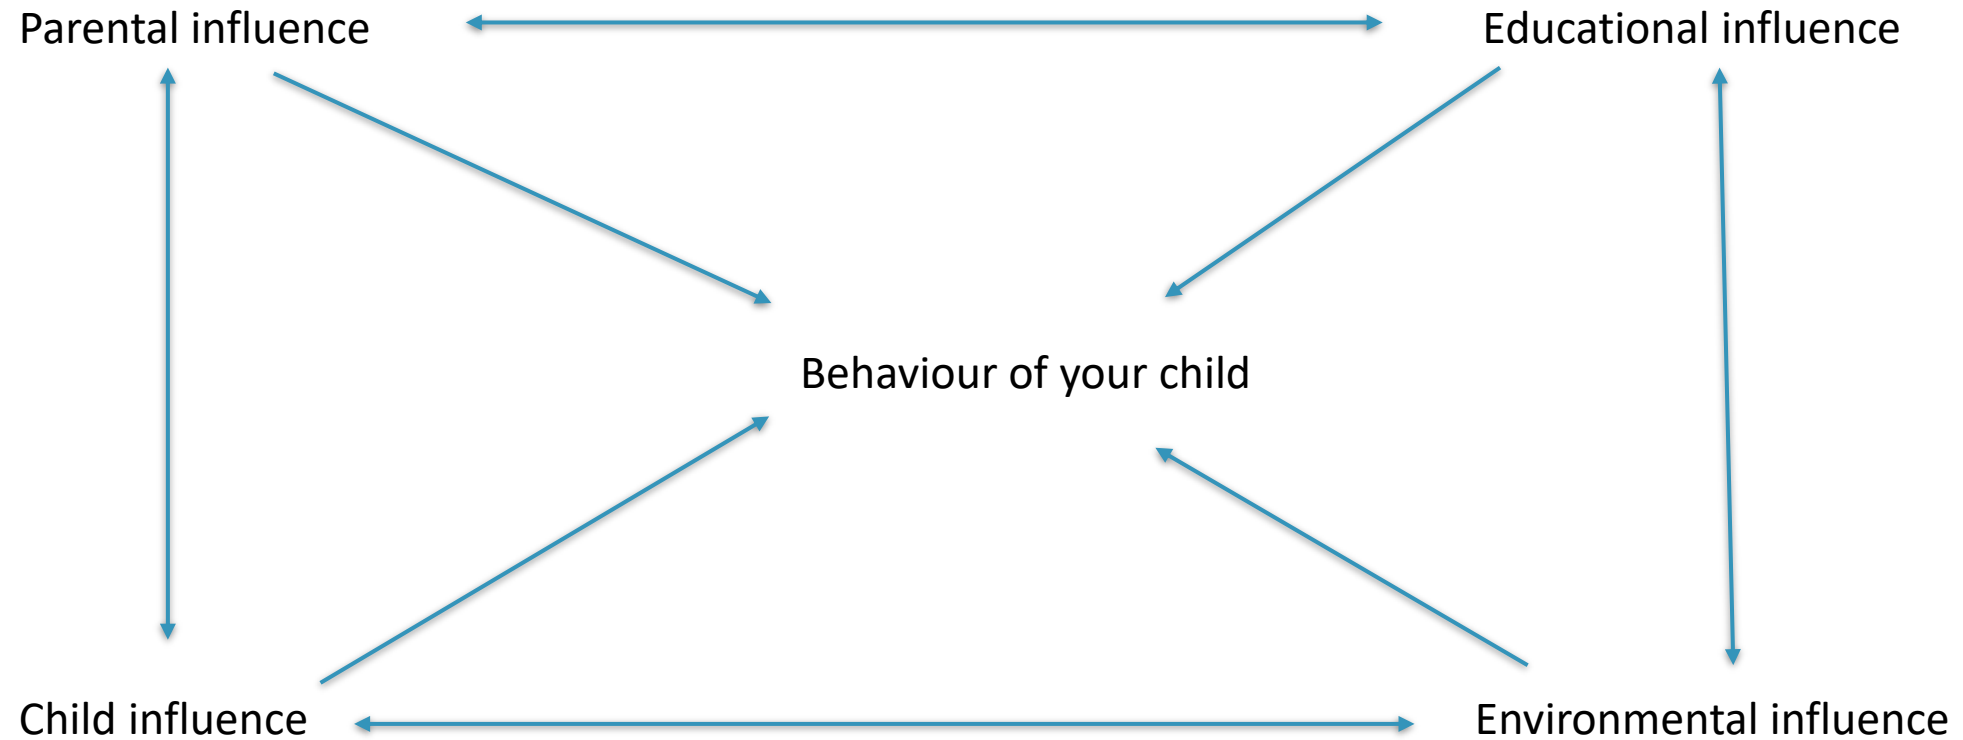 Parental influence
Educational influence
Behaviour of your child
Child influence
Environmental influence